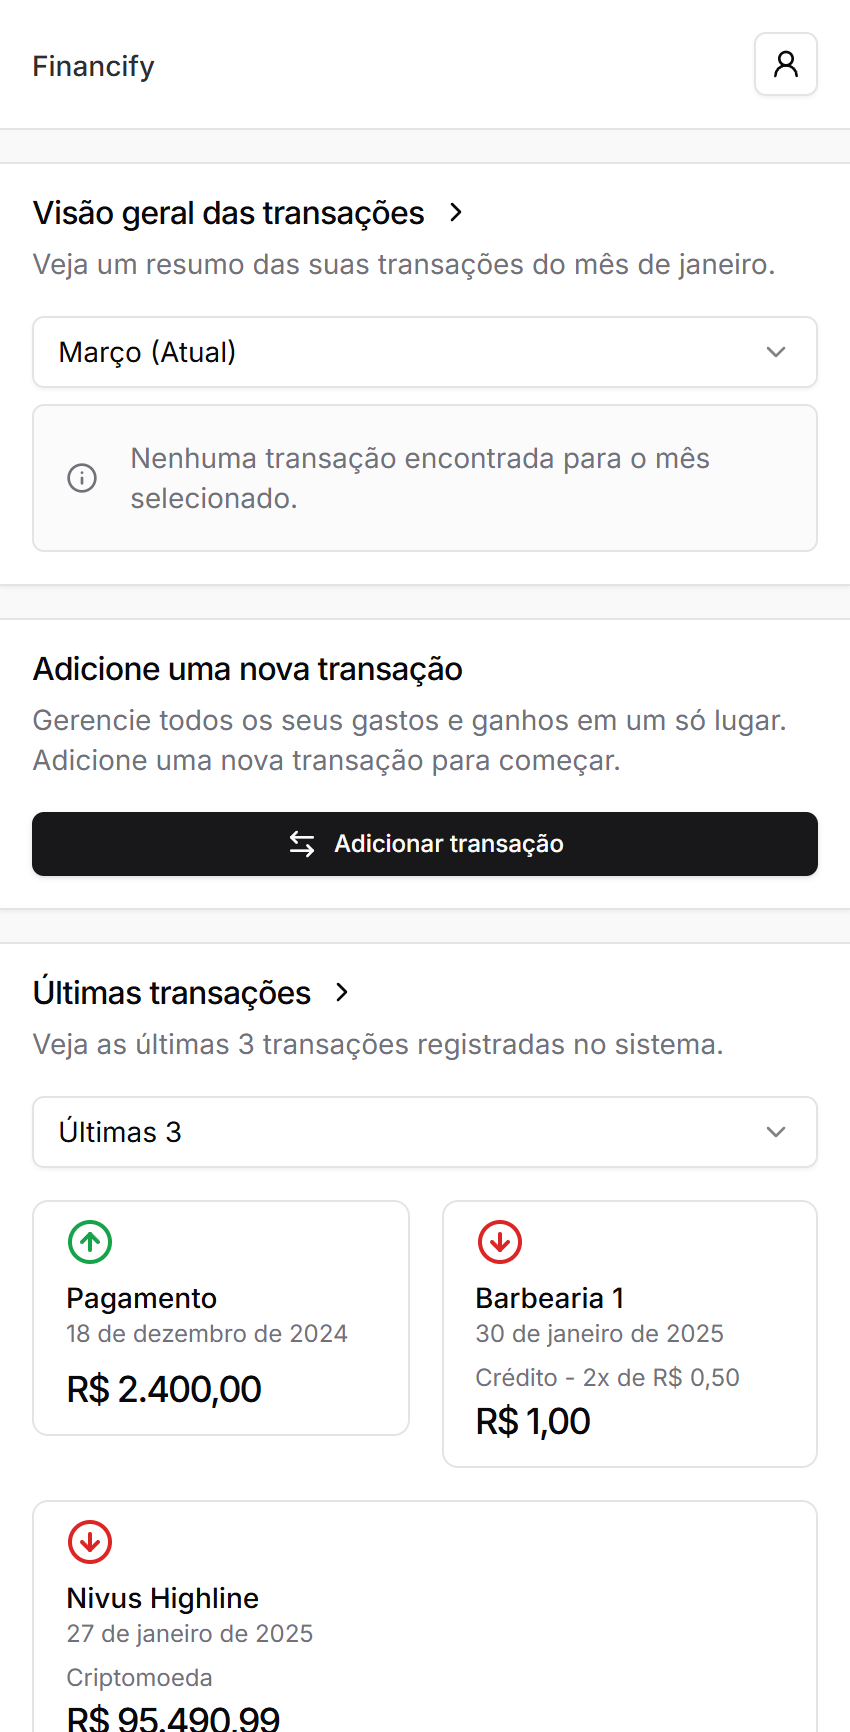 Financify
Visão geral das transações
Veja um resumo das suas transações do mês de janeiro.
Março (Atual)
Nenhuma transação encontrada para o mês
selecionado.
Adicione uma nova transação
Gerencie todos os seus gastos e ganhos em um só lugar.
Adicione uma nova transação para começar.
Adicionar transação
Últimas transações
Veja as últimas 3 transações registradas no sistema.
Últimas 3
Pagamento
18 de dezembro de 2024
R$ 2.400,00
Barbearia 1
30 de janeiro de 2025
Crédito - 2x de R$ 0,50
R$ 1,00
Nivus Highline
27 de janeiro de 2025
Criptomoeda
R$ 95.490,99